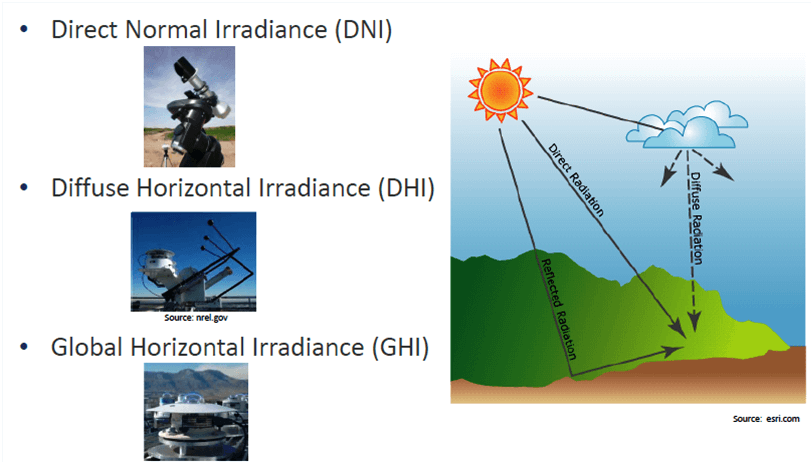 • Direct Normal Irradiance (DNI)
• Diffuse Horizontal Irradiance (DHI)
Source: nrel.gov
• Global Horizontal Irradiance (GHI)
Direct Radiation
Diffuse Radiation
Reflected Radiation
Source: esri.com